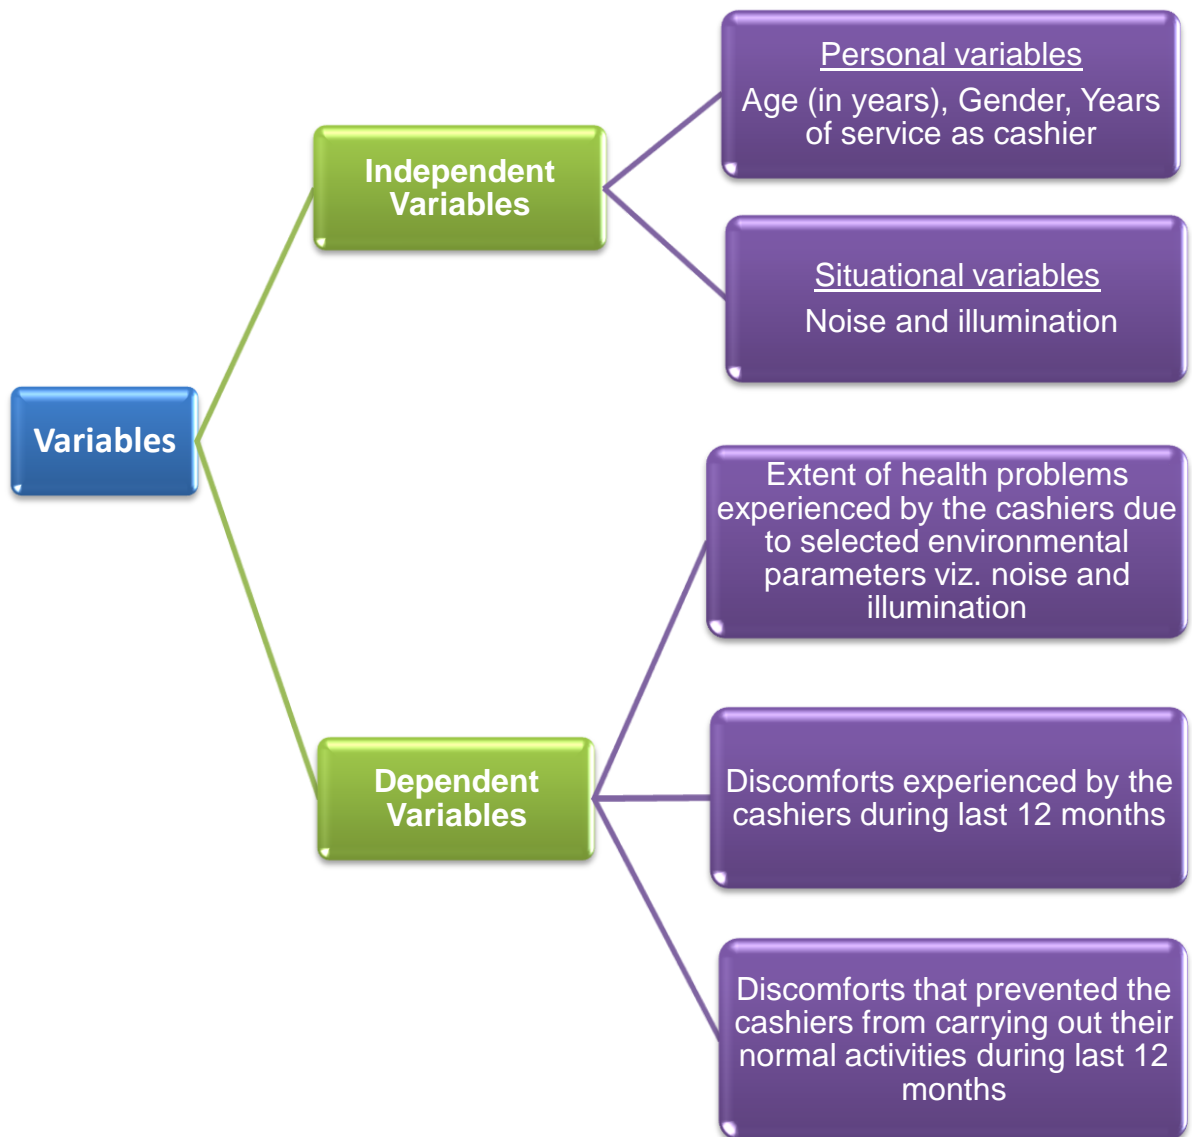 Variables
Independent
Variables
Personal variables
Age (in years), Gender, Years
of service as cashier
Situational variables
Noise and illumination
Dependent
Variables
Extent of health problems
experienced by the cashiers due
to selected environmental
parameters viz. noise and
illumination
Discomforts experienced by the
cashiers during last 12 months
Discomforts that prevented the
cashiers from carrying out their
normal activities during last 12
months